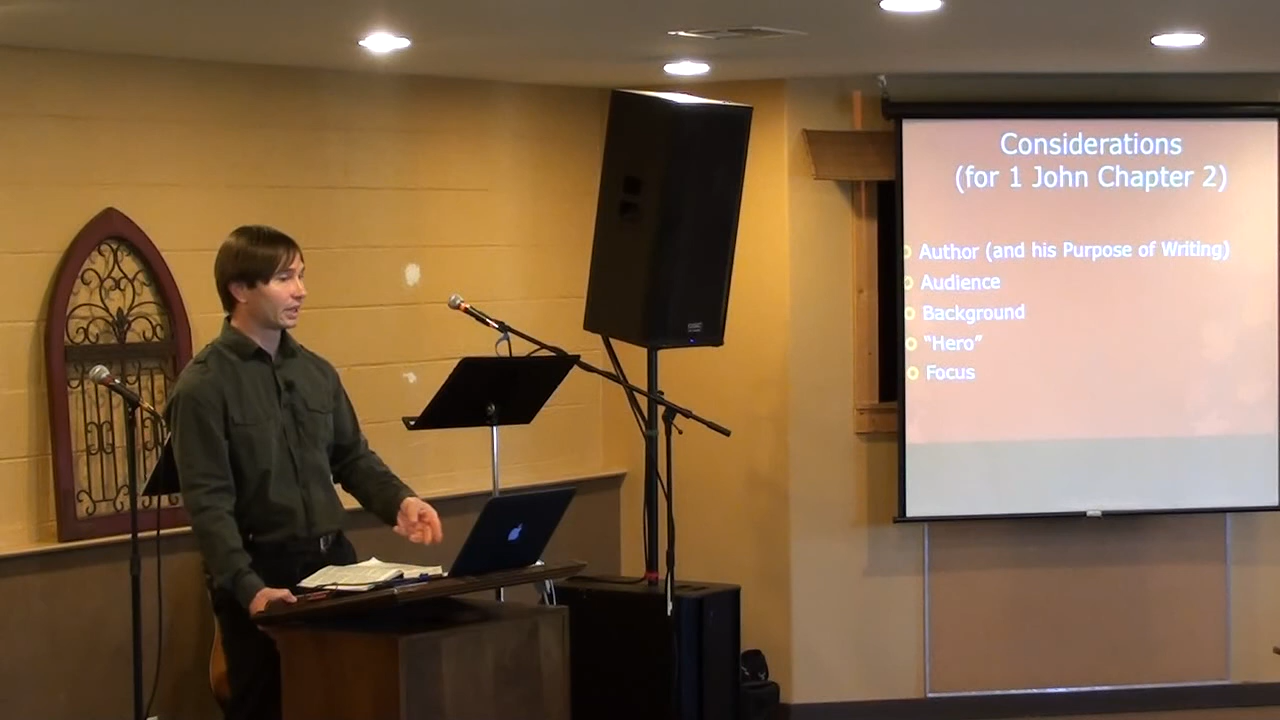 Considerations
(for 1 John Chapter 2)
Author (and his Purpose of Writing)
Audience
Background
“Hero”
Focus